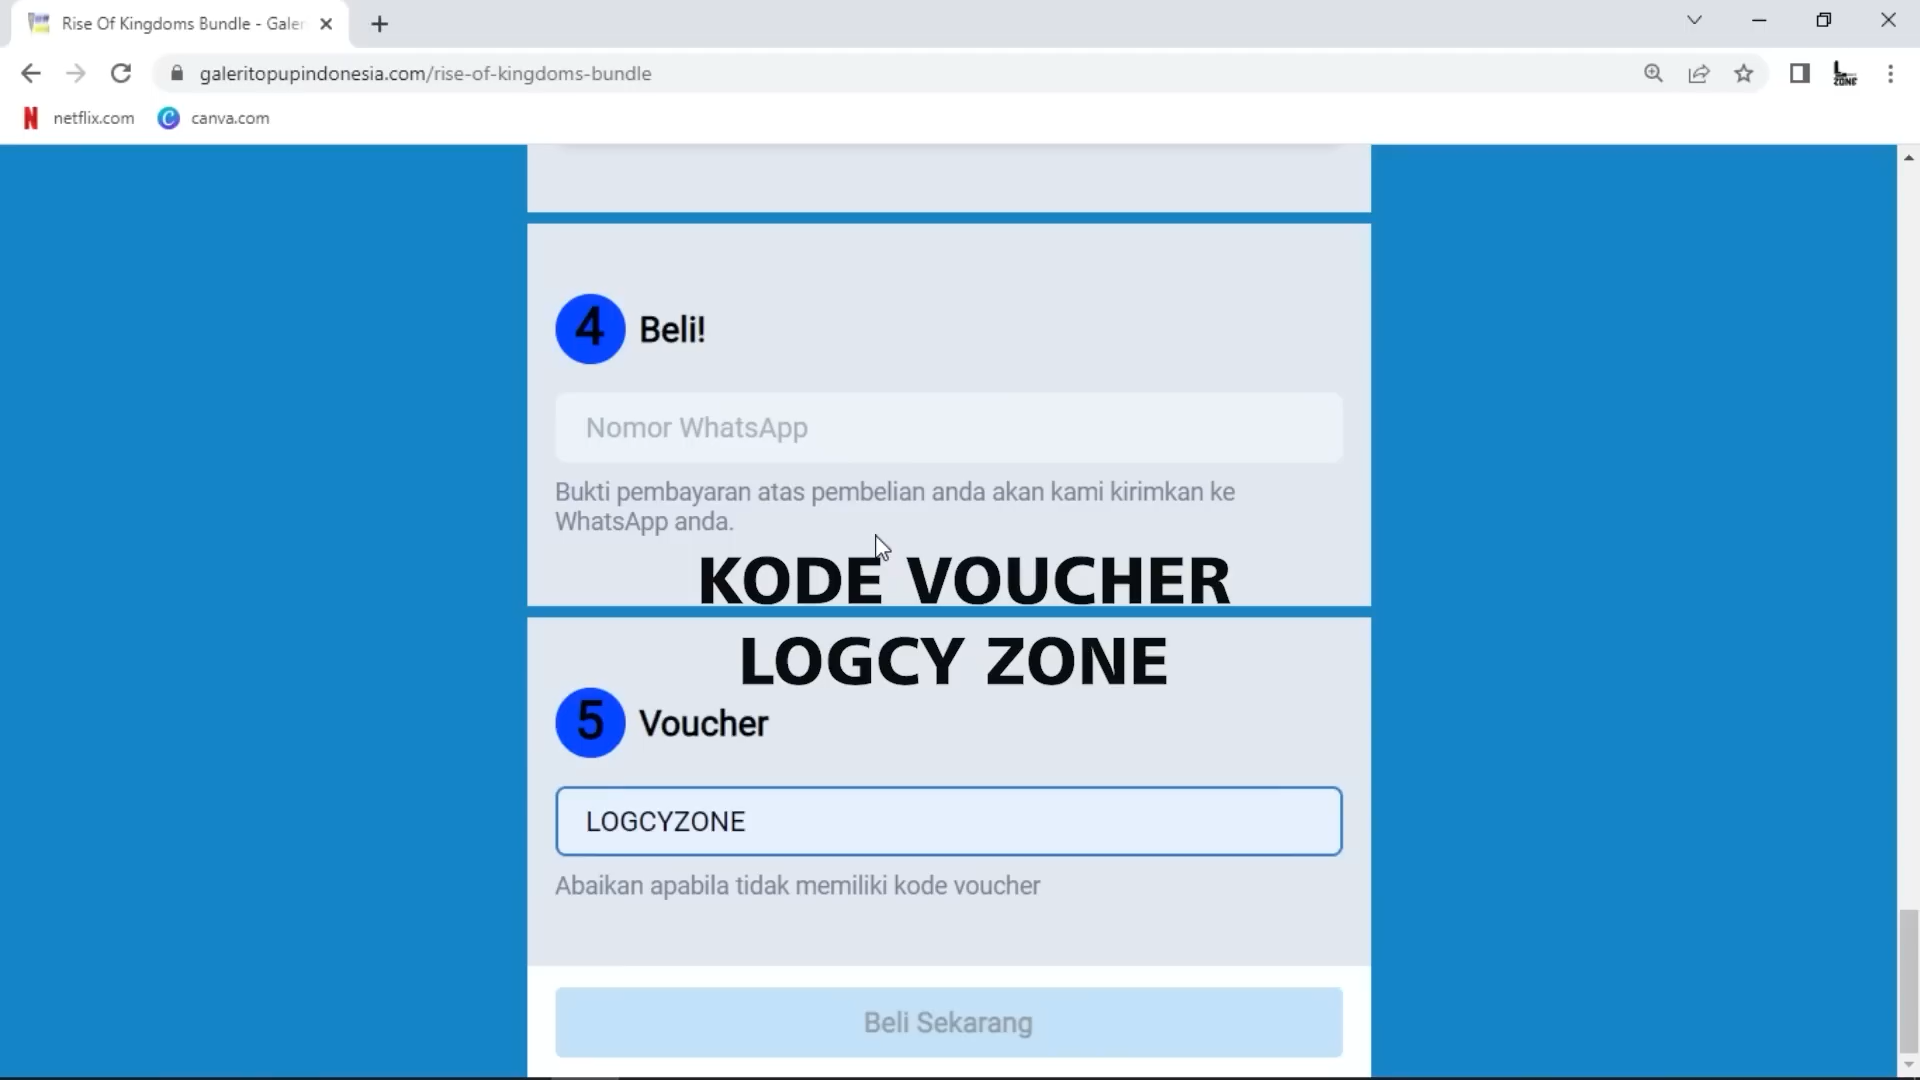 Rise Of Kingdoms Bundle - Galer
galeritopupindonesia.com/rise-of-kingdoms-bundle
ZONE
netflix.com
canva.com
4 Beli!
Nomor WhatsApp
Bukti pembayaran atas pembelian anda akan kami kirimkan ke
WhatsApp anda.
KODE VOUCHER
LOGCY ZONE
5 Voucher
LOGCYZONE
Abaikan apabila tidak memiliki kode voucher
Beli Sekarang